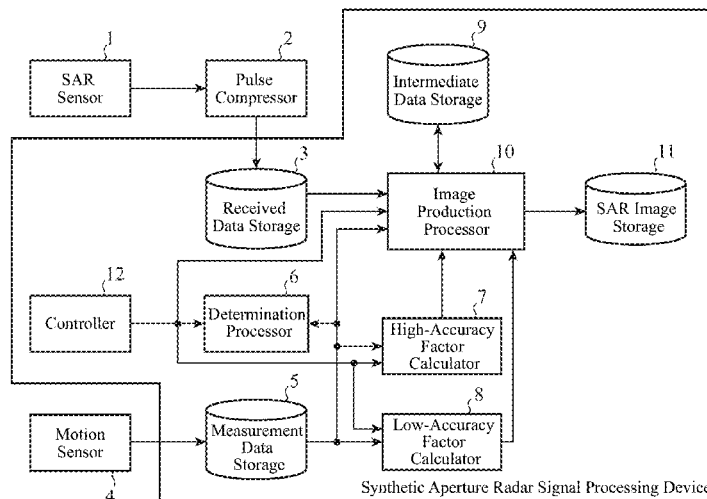 1
SAR
Sensor
2
Pulse
Compressor
9
Intermediate
Data Storage
3
Received
Data Storage
10
Image
Production
Processor
11
SAR Image
Storage
12
Controller
6
Determination
Processor
7
High-Accuracy
Factor
Calculator
Motion
Sensor
4
5
Measurement
Data
Storage
8
Low-Accuracy
Factor
Calculator
Synthetic Aperture Radar Signal Processing Device